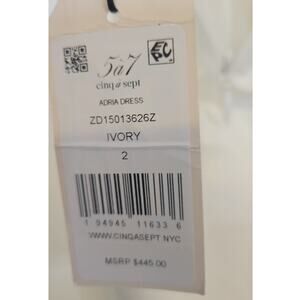 5à7
cinq à sept
ADRIA DRESS
ZD15013626Z
IVORY
2
1 94945 11633 6
WWW.CINQASEPT.NYC
MSRP $445.00